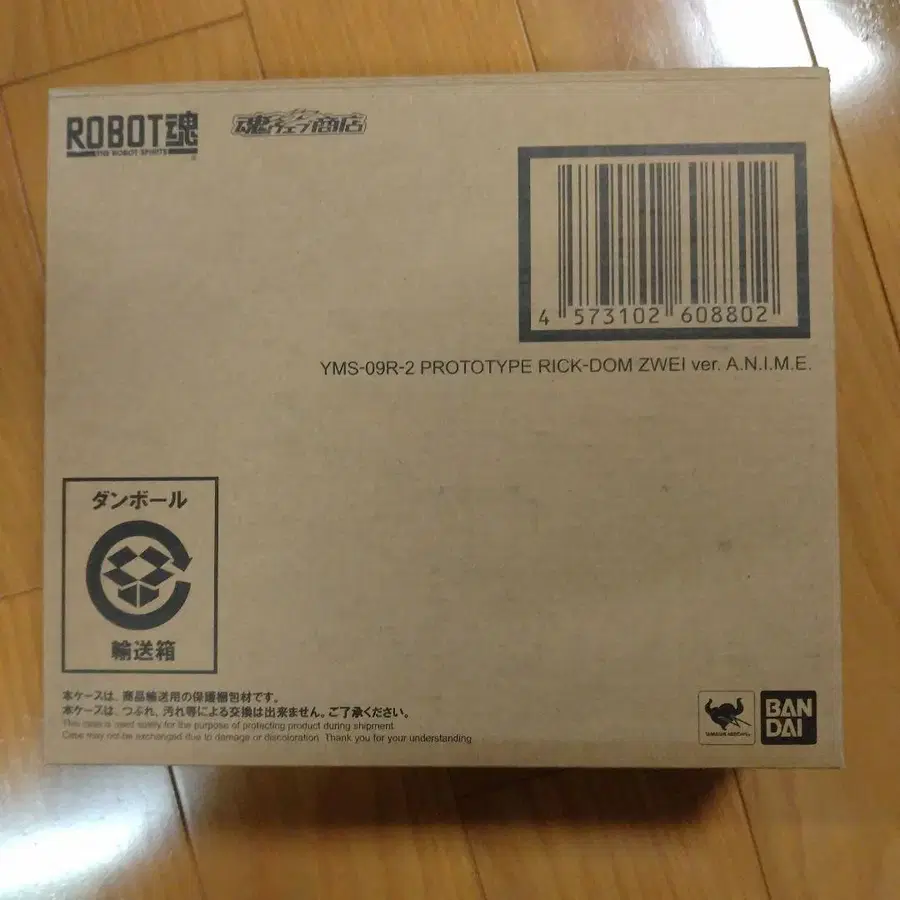 ROBOT魂
THE ROBOT SPIRITS
魂ウェブ商店
4 573102 608802
YMS-09R-2 PROTOTYPE RICK-DOM ZWEI ver. A.N.I.M.E.
ダンボール
輸送箱
本ケースは、商品輸送用の保護梱包材です。
本ケースは、つぶれ、汚れ等による交換は出来ません。ご了承ください。
This case is used solely for the purpose of protecting product during shipment.
Case may not be exchanged due to damage or discoloration. Thank you for your understanding
TAMASHII NATIONS
BAN
DAI